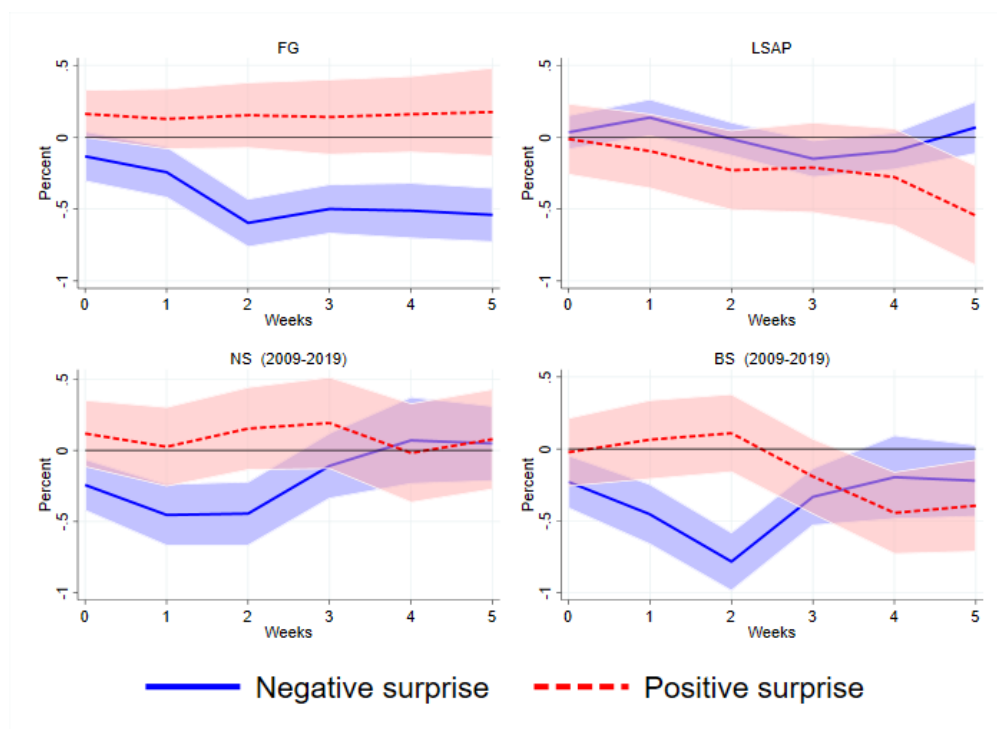 FG
.5
0
-.5
-1
Percent
0 1 2 3 4 5
Weeks
LSAP
.5
0
-.5
-1
Percent
0 1 2 3 4 5
Weeks
NS (2009-2019)
.5
0
-.5
-1
Percent
0 1 2 3 4 5
Weeks
BS (2009-2019)
.5
0
-.5
-1
Percent
0 1 2 3 4 5
Weeks
Negative surprise
Positive surprise